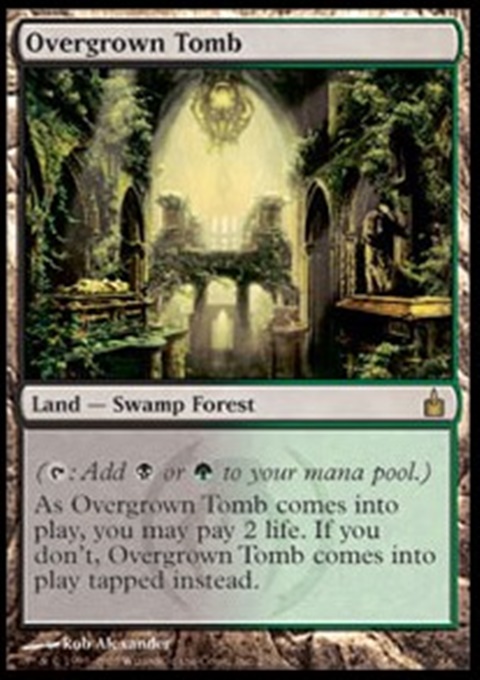 Overgrown Tomb
Land — Swamp Forest
( : Add or to your mana pool.)
As Overgrown Tomb comes into
play, you may pay 2 life. If you
don't, Overgrown Tomb comes into
play tapped instead.
Rob Alexander